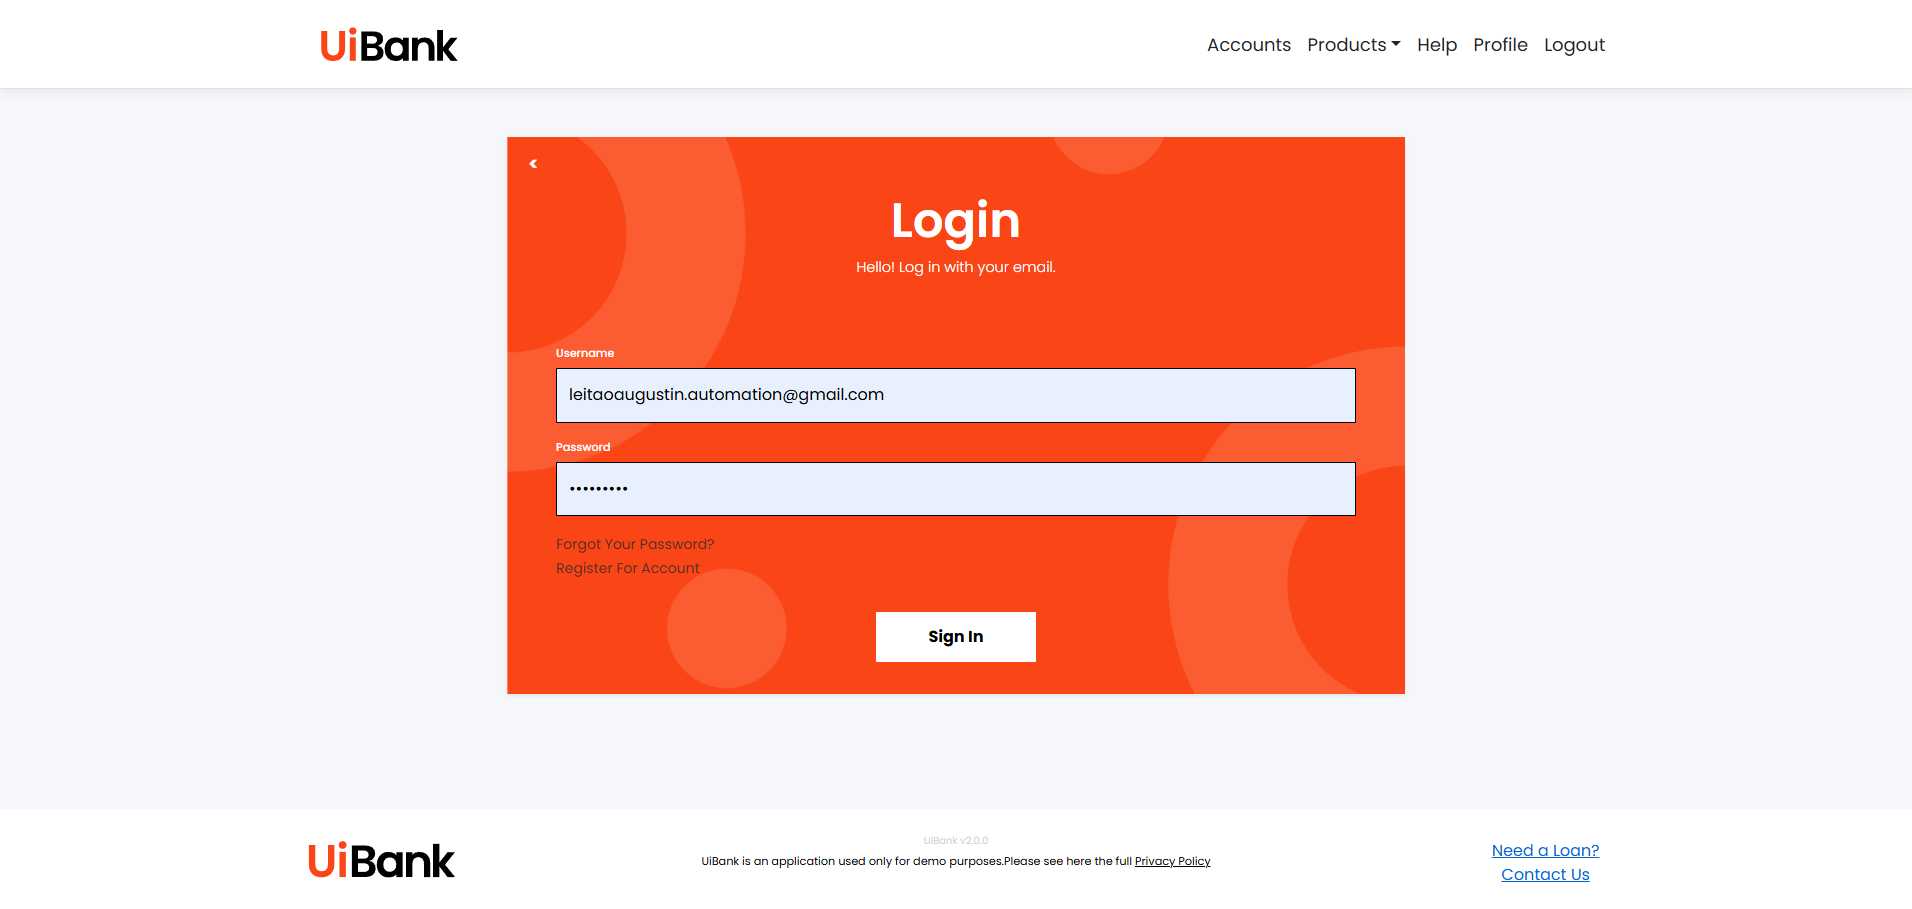 UiBank
Accounts Products Help Profile Logout
<
Login
Hello! Log in with your email.
Username
leitaoaugustin.automation@gmail.com
Password
•••••••••
Forgot Your Password?
Register For Account
Sign In
UiBank
UiBank v2.0.0
UiBank is an application used only for demo purposes.Please see here the full Privacy Policy
Need a Loan?
Contact Us